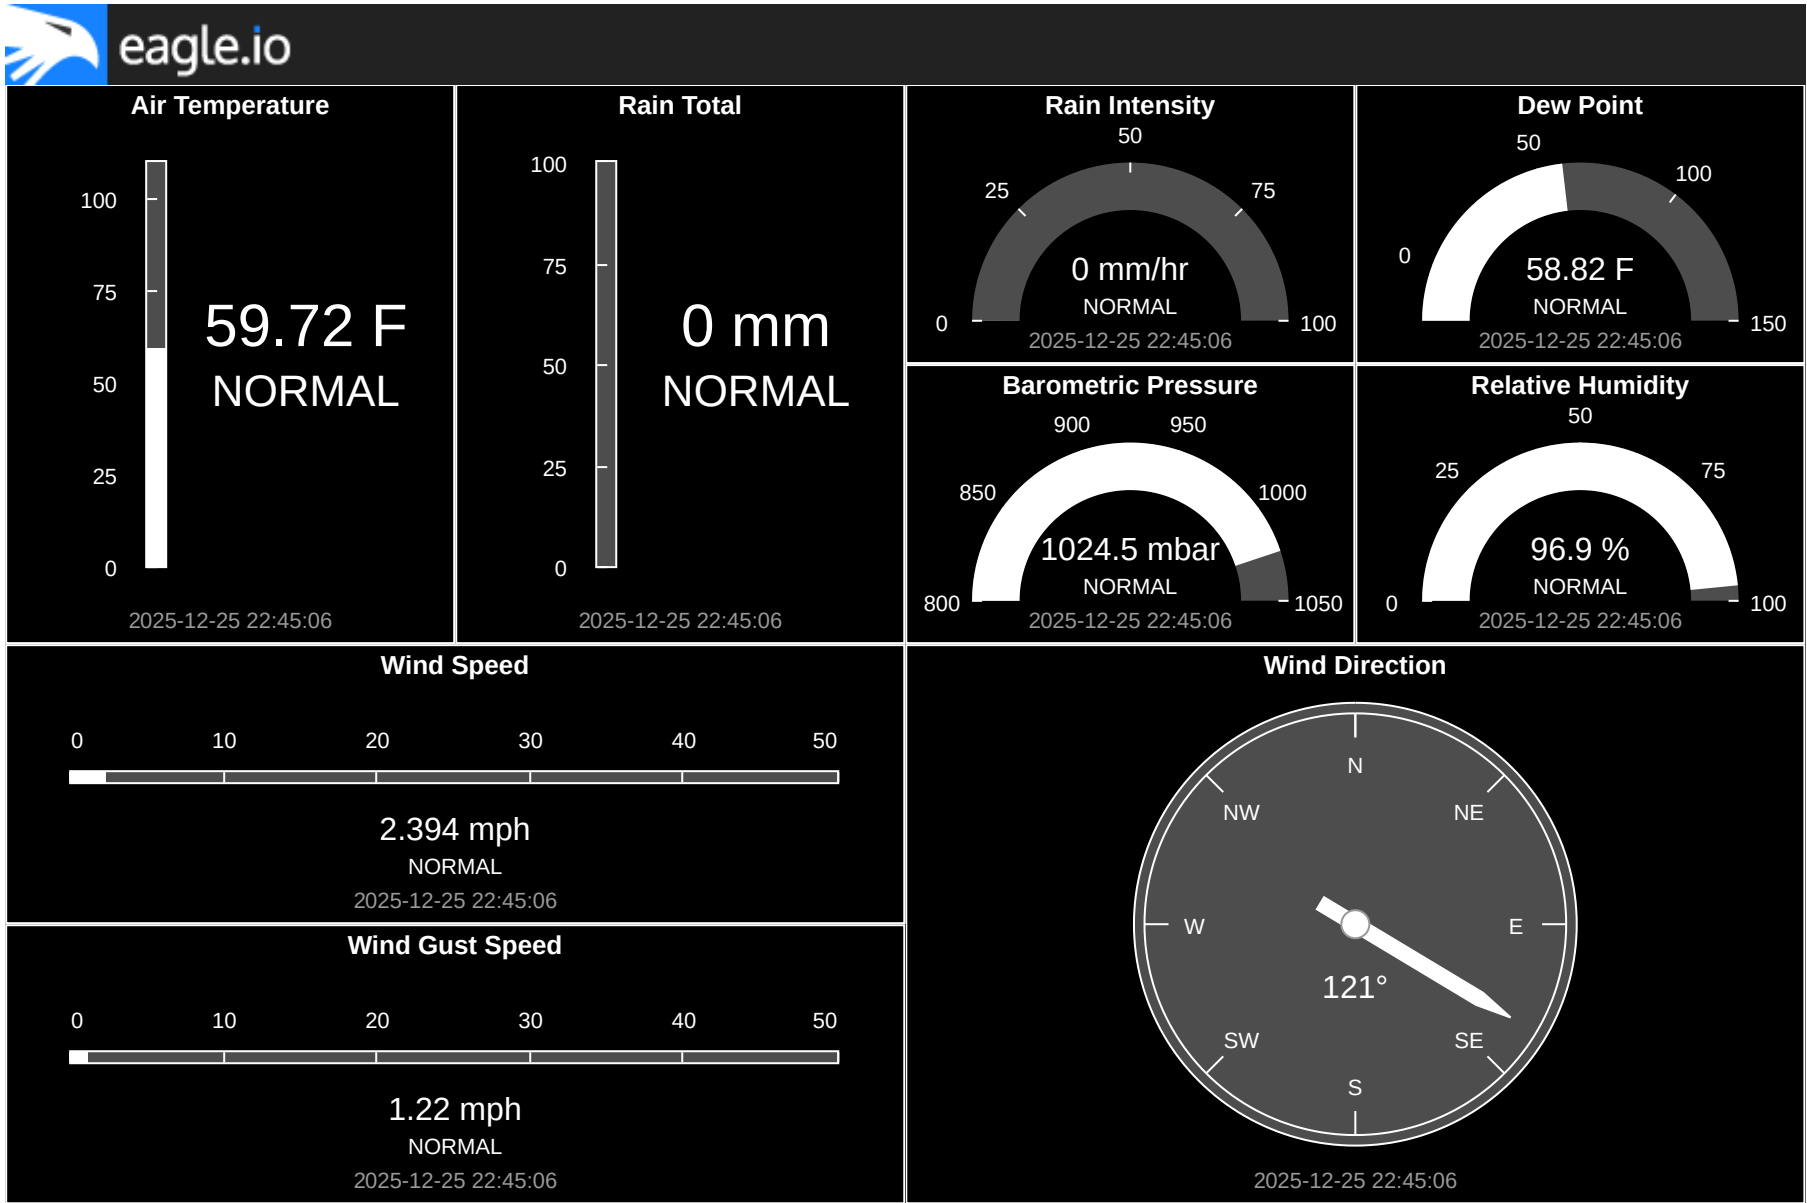 eagle.io
Air Temperature
100
75
50
25
0
59.72 F
NORMAL
2025-12-25 22:45:06
Rain Total
100
75
50
25
0
0 mm
NORMAL
2025-12-25 22:45:06
Rain Intensity
50
25
75
0
100
0 mm/hr
NORMAL
2025-12-25 22:45:06
Dew Point
50
100
0
150
58.82 F
NORMAL
2025-12-25 22:45:06
Barometric Pressure
900
950
850
1000
800
1050
1024.5 mbar
NORMAL
2025-12-25 22:45:06
Relative Humidity
50
25
75
0
100
96.9 %
NORMAL
2025-12-25 22:45:06
Wind Speed
0 10 20 30 40 50
2.394 mph
NORMAL
2025-12-25 22:45:06
Wind Gust Speed
0 10 20 30 40 50
1.22 mph
NORMAL
2025-12-25 22:45:06
Wind Direction
N
NW
NE
W
E
121°
SW
SE
S
2025-12-25 22:45:06